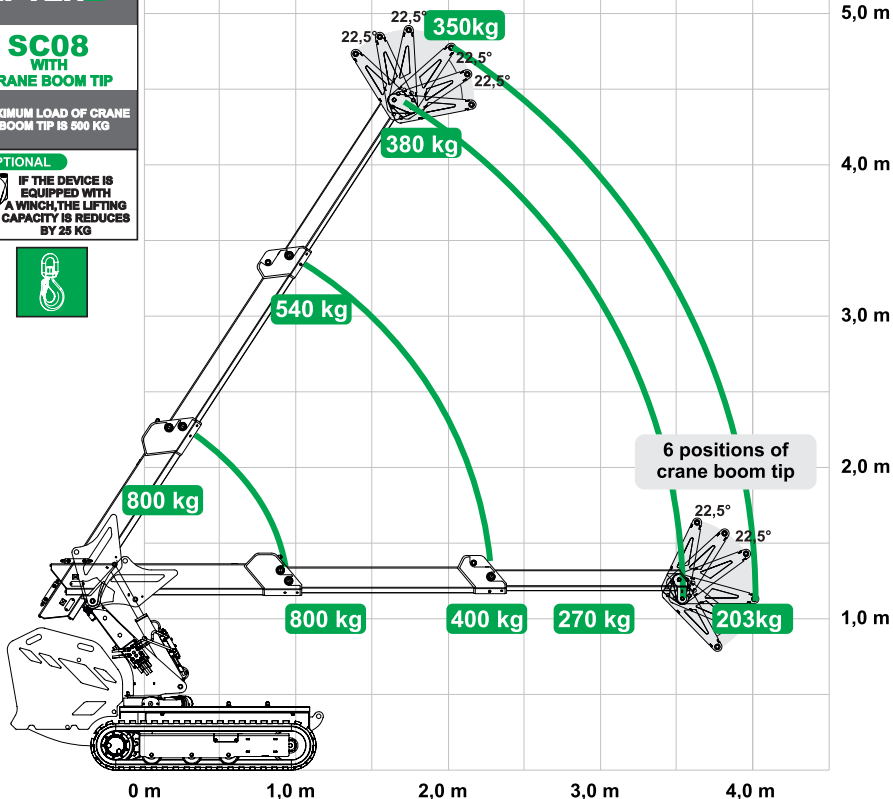 SC08
WITH
RANE BOOM TIP
XIMUM LOAD OF CRANE
BOOM TIP IS 500 KG
PTIONAL
IF THE DEVICE IS
EQUIPPED WITH
A WINCH,THE LIFTING
CAPACITY IS REDUCES
BY 25 KG
22,5°
22,5°
350kg
22,5°
22,5°
380 kg
540 kg
800 kg
6 positions of
crane boom tip
22,5°
22,5°
800 kg
400 kg
270 kg
203kg
5,0 m
4,0 m
3,0 m
2,0 m
1,0 m
0 m
1,0 m
2,0 m
3,0 m
4,0 m